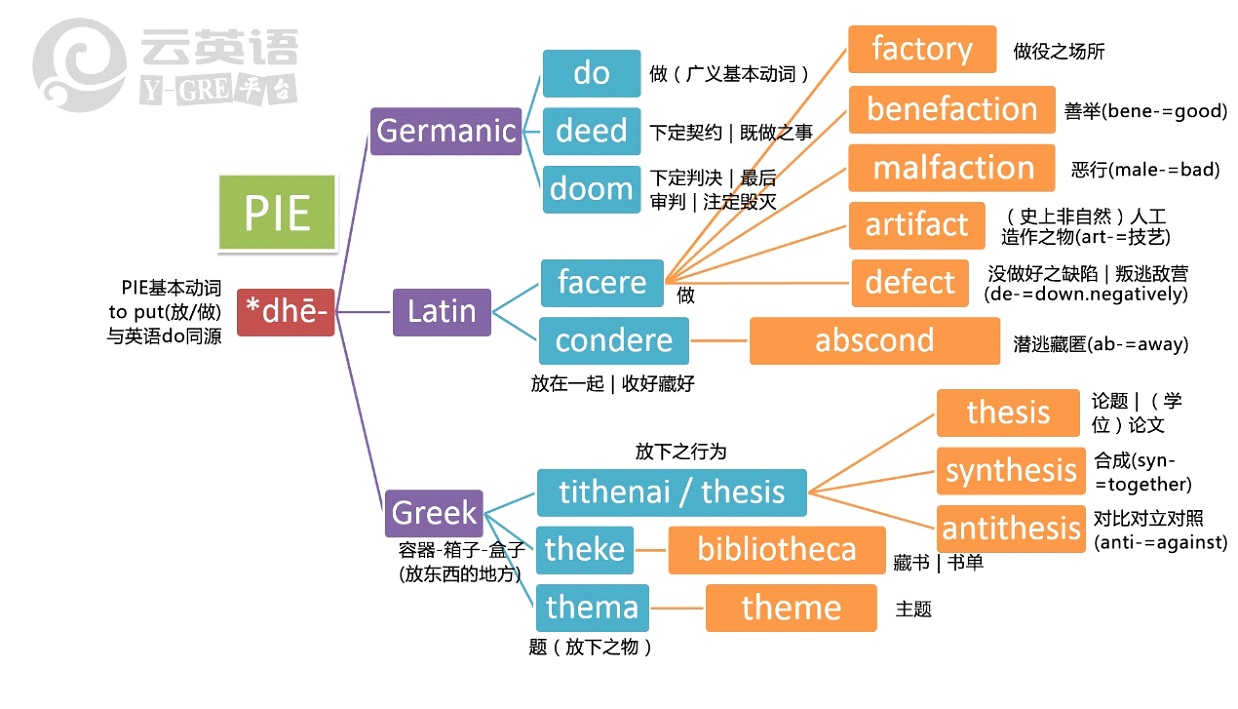 云英语
Y-GRE平台
PIE
PIE基本动词
to put(放/做)
与英语do同源
*dhē-
Germanic
do
做（广义基本动词）
deed
下定契约 | 既做之事
doom
下定判决 | 最后
审判 | 注定毁灭
Latin
facere
做
factory
做役之场所
benefaction
善举(bene-=good)
malfaction
恶行(male-=bad)
artifact
（史上非自然）人工
造作之物(art-=技艺)
defect
没做好之缺陷 | 叛逃敌营
(de-=down.negatively)
condere
放在一起 | 收好藏好
abscond
潜逃藏匿(ab-=away)
Greek
放下之行为
tithenai / thesis
thesis
论题 | （学
位）论文
synthesis
合成(syn-
=together)
antithesis
对比对立对照
(anti-=against)
容器-箱子-盒子
(放东西的地方)
theke
bibliotheca
藏书 | 书单
thema
题（放下之物）
theme
主题